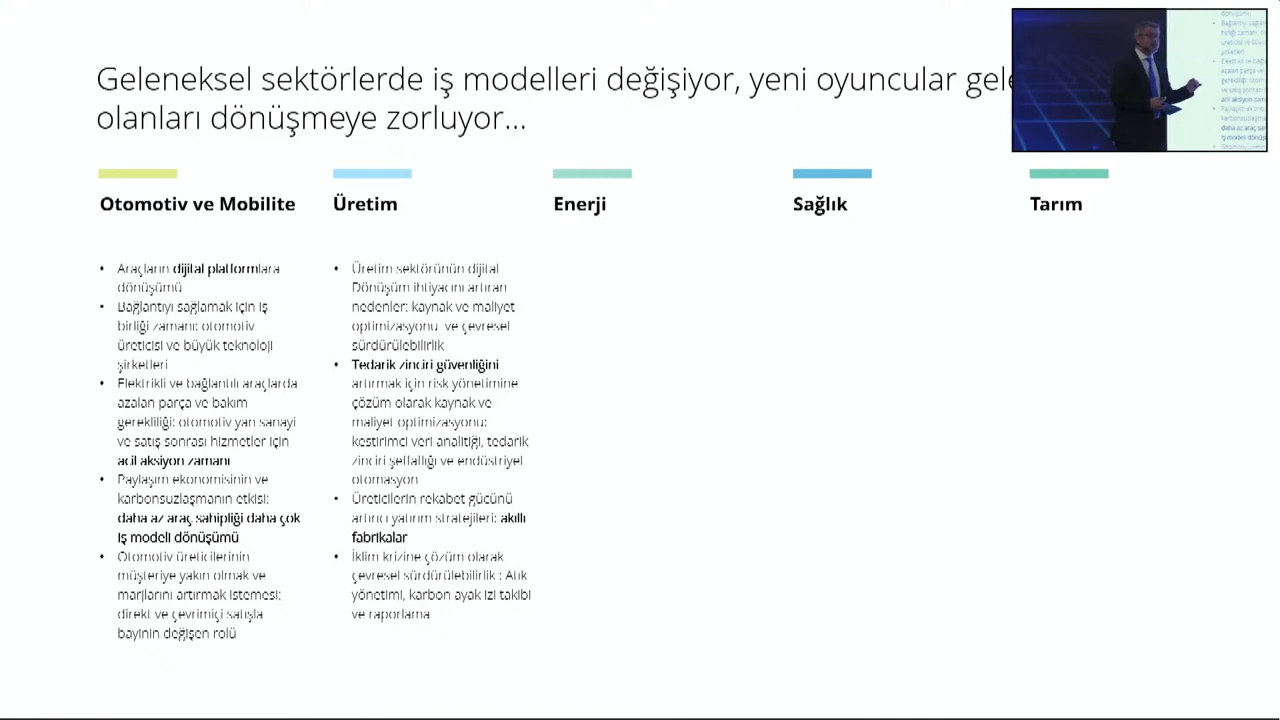 Geleneksel sektörlerde iş modelleri değişiyor, yeni oyuncular gele
olanları dönüşmeye zorluyor...
Otomotiv ve Mobilite
• Araçların dijital platformlara
dönüşümü
• Bağlantıyı sağlamak için iş
birliği zamanı: otomotiv
üreticisi ve büyük teknoloji
şirketleri
• Elektrikli ve bağlantılı araçlarda
azalan parça ve bakım
gerekliliği: otomotiv yan sanayi
ve satış sonrası hizmetler için
acil aksiyon zamanı
• Paylaşım ekonomisinin ve
karbonsuzlaşmanın etkisi:
daha az araç sahipliği daha çok
iş modeli dönüşümü
• Otomotiv üreticilerinin
müşteriye yakın olmak ve
marjlarını artırmak istemesi:
direkt ve çevrimiçi satışla
bayinin değişen rolü
Üretim
• Üretim sektörünün dijital
Dönüşüm ihtiyacını artıran
nedenler: kaynak ve maliyet
optimizasyonu ve çevresel
sürdürülebilirlik
• Tedarik zinciri güvenliğini
artırmak için risk yönetimine
çözüm olarak kaynak ve
maliyet optimizasyonu:
kestirimci veri analitiği, tedarik
zinciri şeffaflığı ve endüstriyel
otomasyon
• Üreticilerin rekabet gücünü
artırıcı yatırım stratejileri: akıllı
fabrikalar
• İklim krizine çözüm olarak
çevresel sürdürülebilirlik : Atık
yönetimi, karbon ayak izi takibi
ve raporlama
Enerji
Sağlık
Tarım